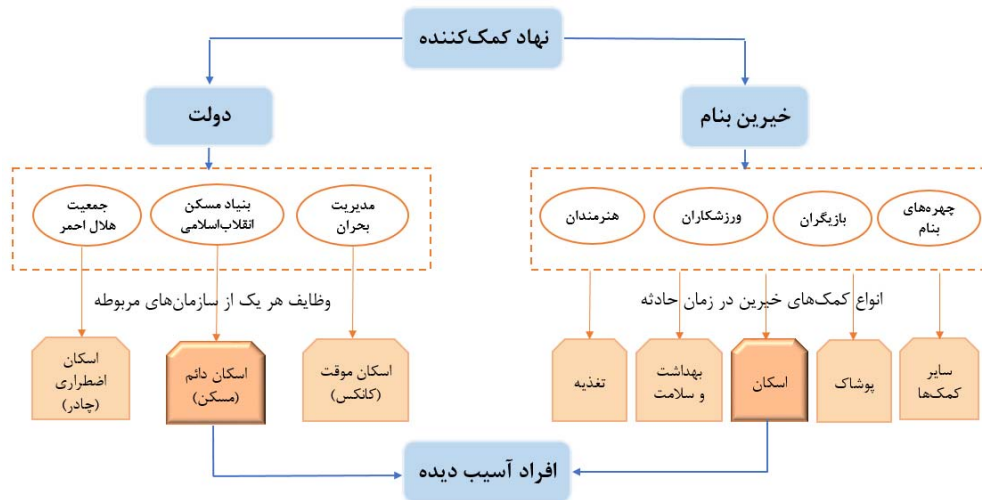 نهاد کمک‌کننده
خیرین بنام
دولت
چهره‌های
بنام
بازیگران
ورزشکاران
هنرمندان
مدیریت
بحران
بنیاد مسکن
انقلاب‌اسلامی
جمعیت
هلال احمر
انواع کمک‌های خیرین در زمان حادثه
وظایف هر یک از سازمان‌های مربوطه
سایر
کمک‌ها
پوشاک
اسکان
بهداشت
و سلامت
تغذیه
اسکان موقت
(کانکس)
اسکان دائم
(مسکن)
اسکان
اضطراری
(چادر)
افراد آسیب دیده